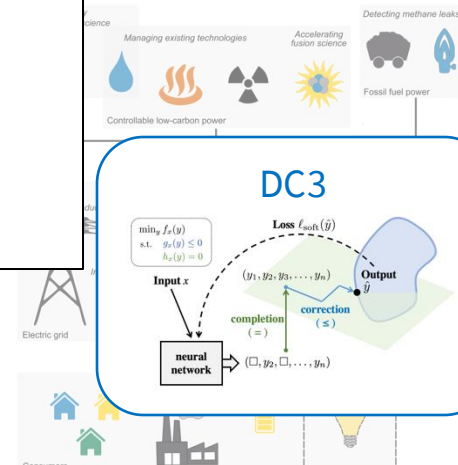 science
Managing existing technologies
Accelerating
fusion science
Detecting methane leaks
Controllable low-carbon power
Fossil fuel power
DC3
min_y f_x(y)
s.t. g_x(y) ≤ 0
h_x(y) = 0
Loss ℓ_soft(ŷ)
Input x
(y₁, y₂, y₃, . . . , yₙ)
Output
ŷ
correction
( ≤ )
completion
( = )
neural
network
(□, y₂, □, . . . , yₙ)
Electric grid